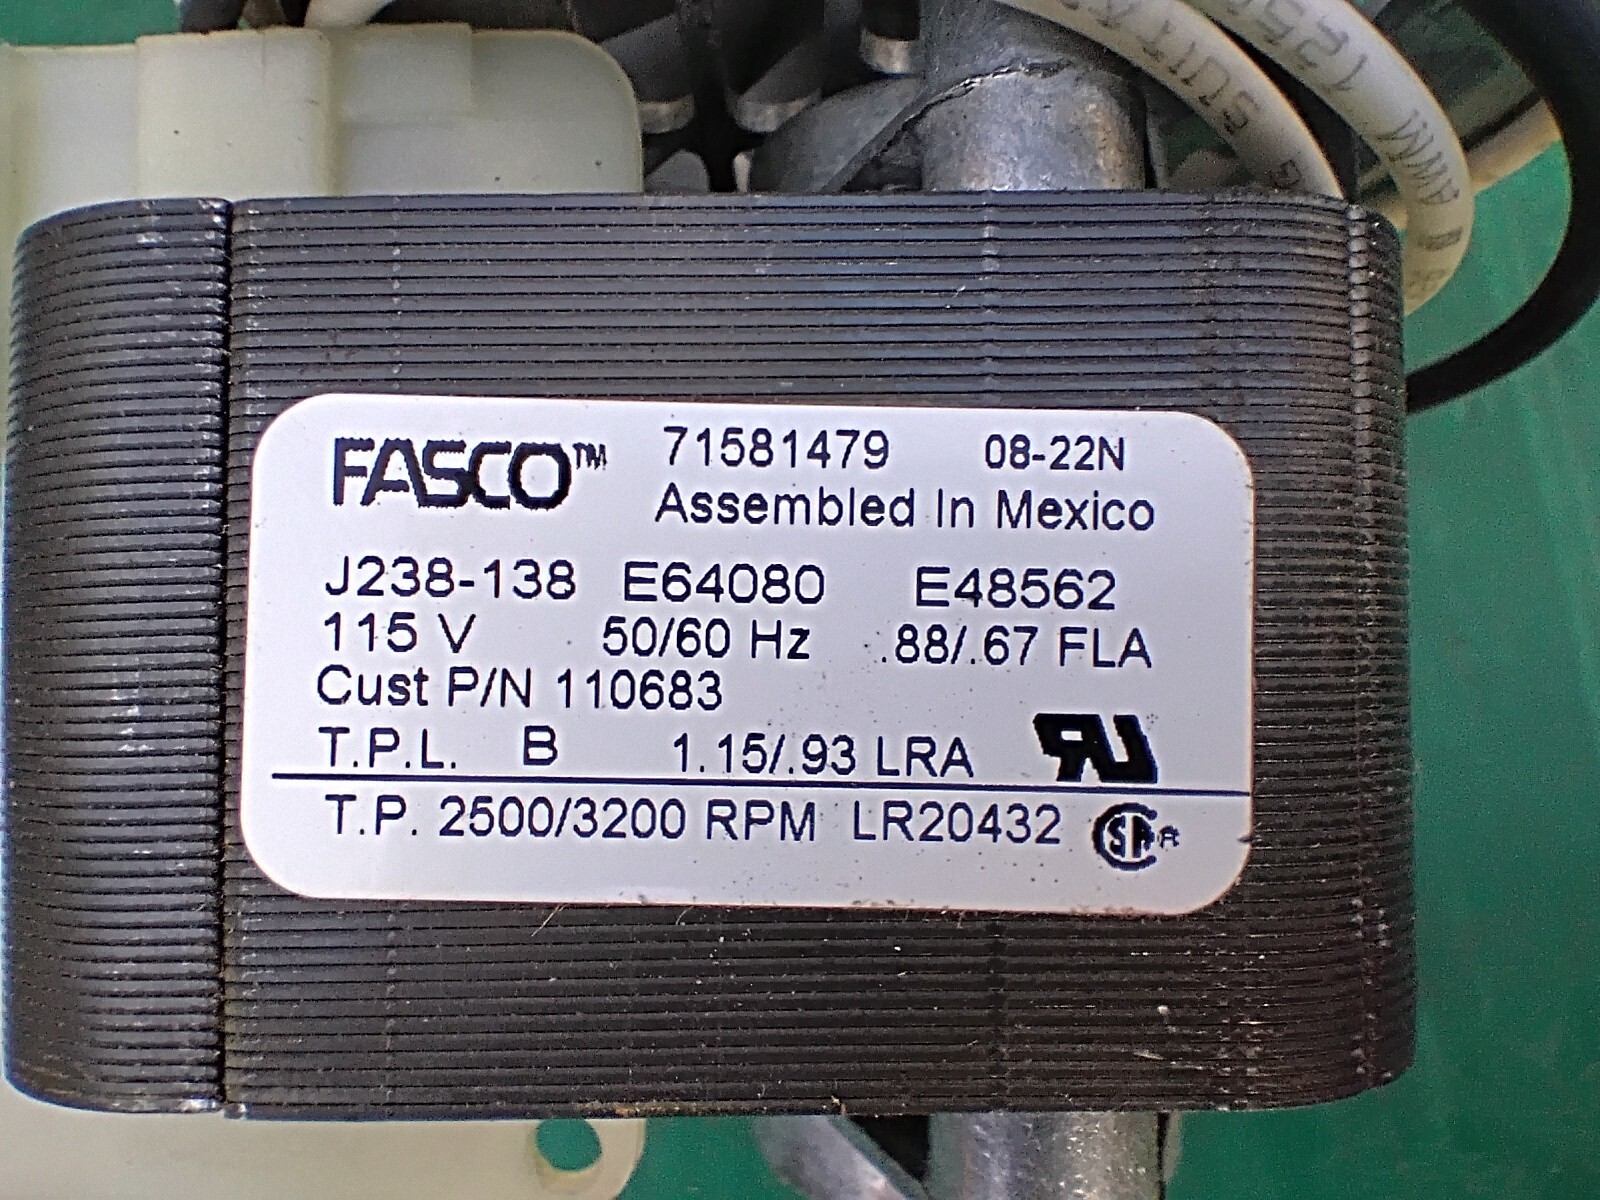 FASCO™ 71581479 08-22N
Assembled In Mexico
J238-138 E64080 E48562
115 V 50/60 Hz .88/.67 FLA
Cust P/N 110683
T.P.L. B 1.15/.93 LRA
T.P. 2500/3200 RPM LR20432